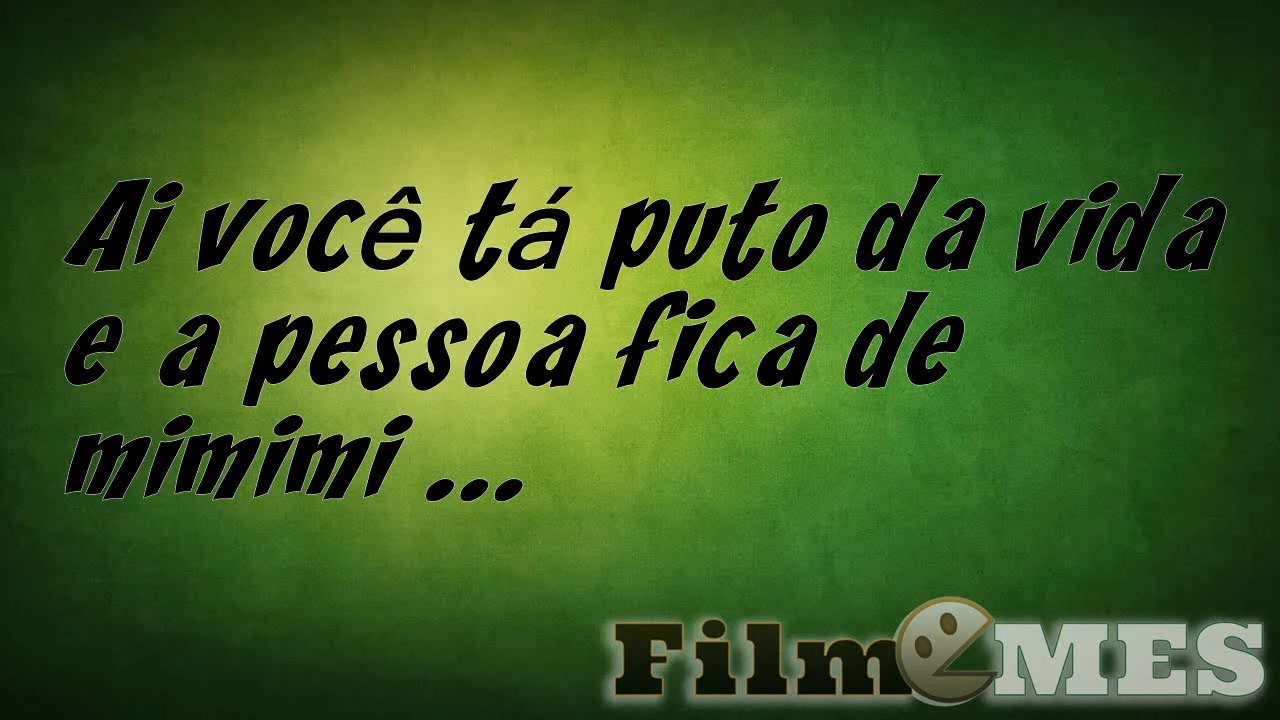 Ai você tá puto da vida
e a pessoa fica de
mimimi ...
FilmeMES